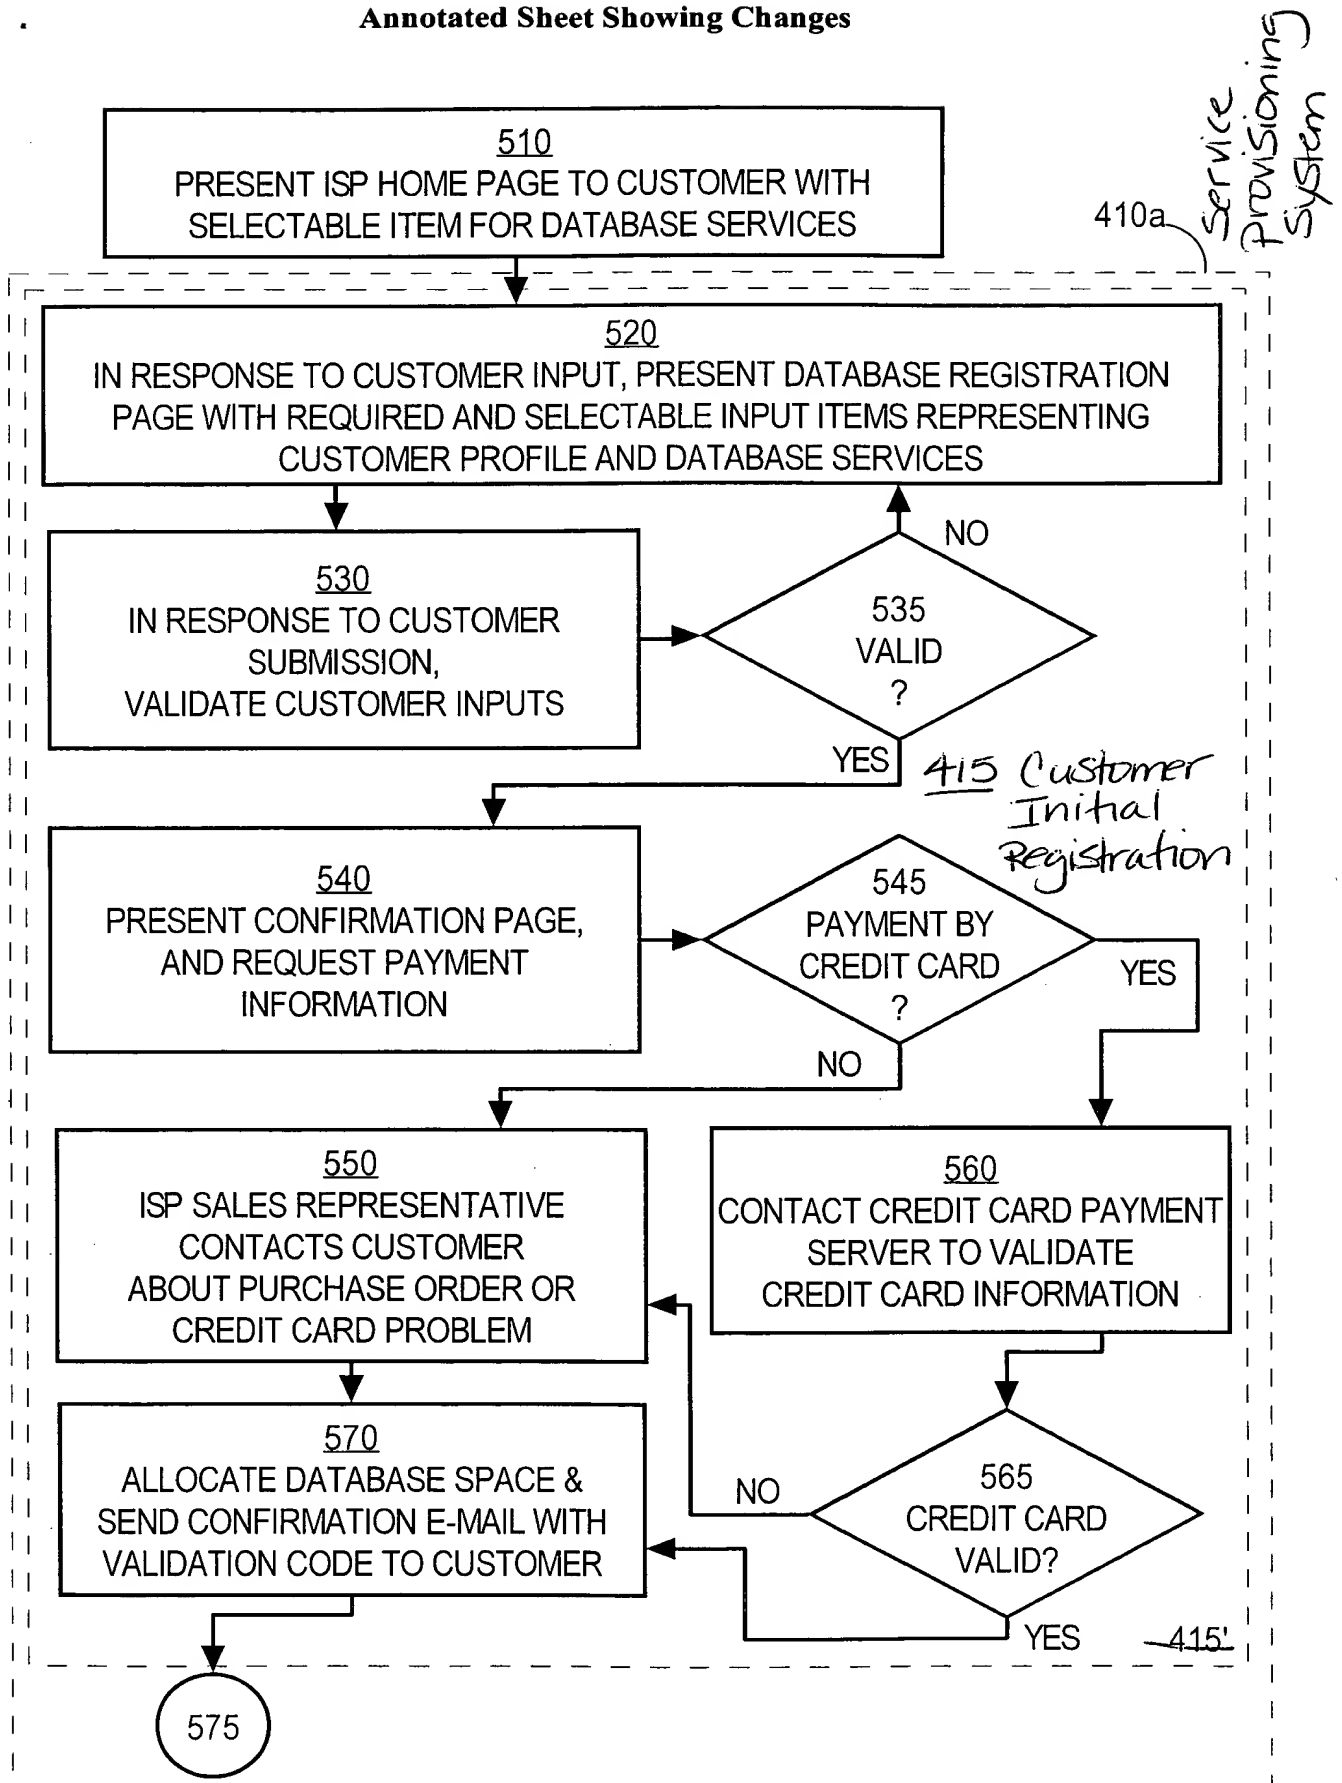 Annotated Sheet Showing Changes
Service
Provisioning
System
410a
510
PRESENT ISP HOME PAGE TO CUSTOMER WITH
SELECTABLE ITEM FOR DATABASE SERVICES
520
IN RESPONSE TO CUSTOMER INPUT, PRESENT DATABASE REGISTRATION
PAGE WITH REQUIRED AND SELECTABLE INPUT ITEMS REPRESENTING
CUSTOMER PROFILE AND DATABASE SERVICES
530
IN RESPONSE TO CUSTOMER
SUBMISSION,
VALIDATE CUSTOMER INPUTS
NO
535
VALID
?
YES
415 Customer
Initial
Registration
540
PRESENT CONFIRMATION PAGE,
AND REQUEST PAYMENT
INFORMATION
545
PAYMENT BY
CREDIT CARD
?
YES
NO
550
ISP SALES REPRESENTATIVE
CONTACTS CUSTOMER
ABOUT PURCHASE ORDER OR
CREDIT CARD PROBLEM
560
CONTACT CREDIT CARD PAYMENT
SERVER TO VALIDATE
CREDIT CARD INFORMATION
570
ALLOCATE DATABASE SPACE &
SEND CONFIRMATION E-MAIL WITH
VALIDATION CODE TO CUSTOMER
NO
565
CREDIT CARD
VALID?
YES
415'
575